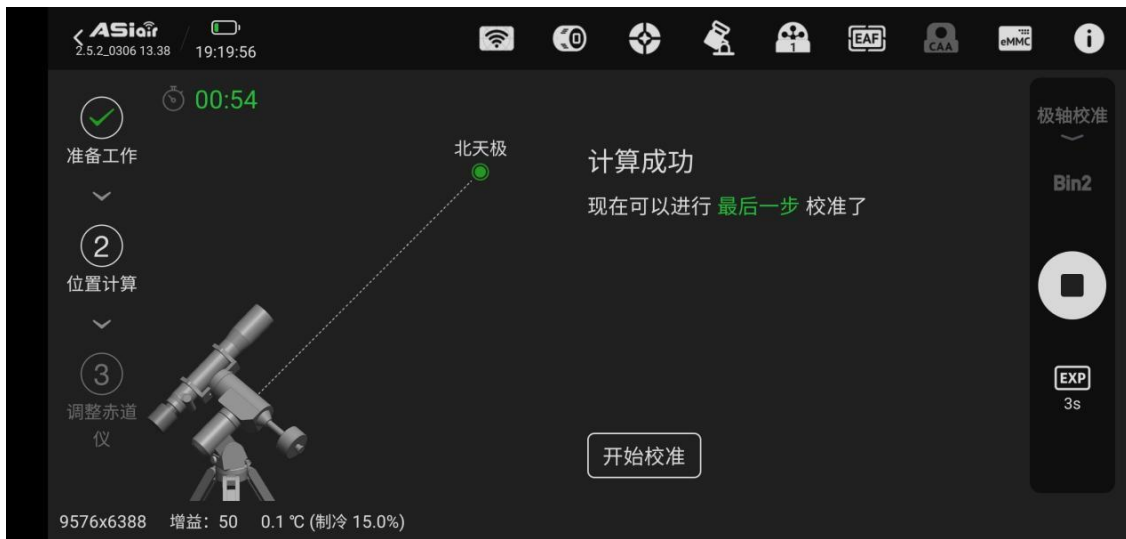 ASiair
2.5.2_0306 13.38
19:19:56
1
EAF
CAA
eMMC
i
00:54
准备工作
2
位置计算
3
调整赤道
仪
北天极
计算成功
现在可以进行 最后一步 校准了
开始校准
极轴校准
Bin2
EXP
3s
9576x6388 增益：50 0.1 ℃ (制冷 15.0%)